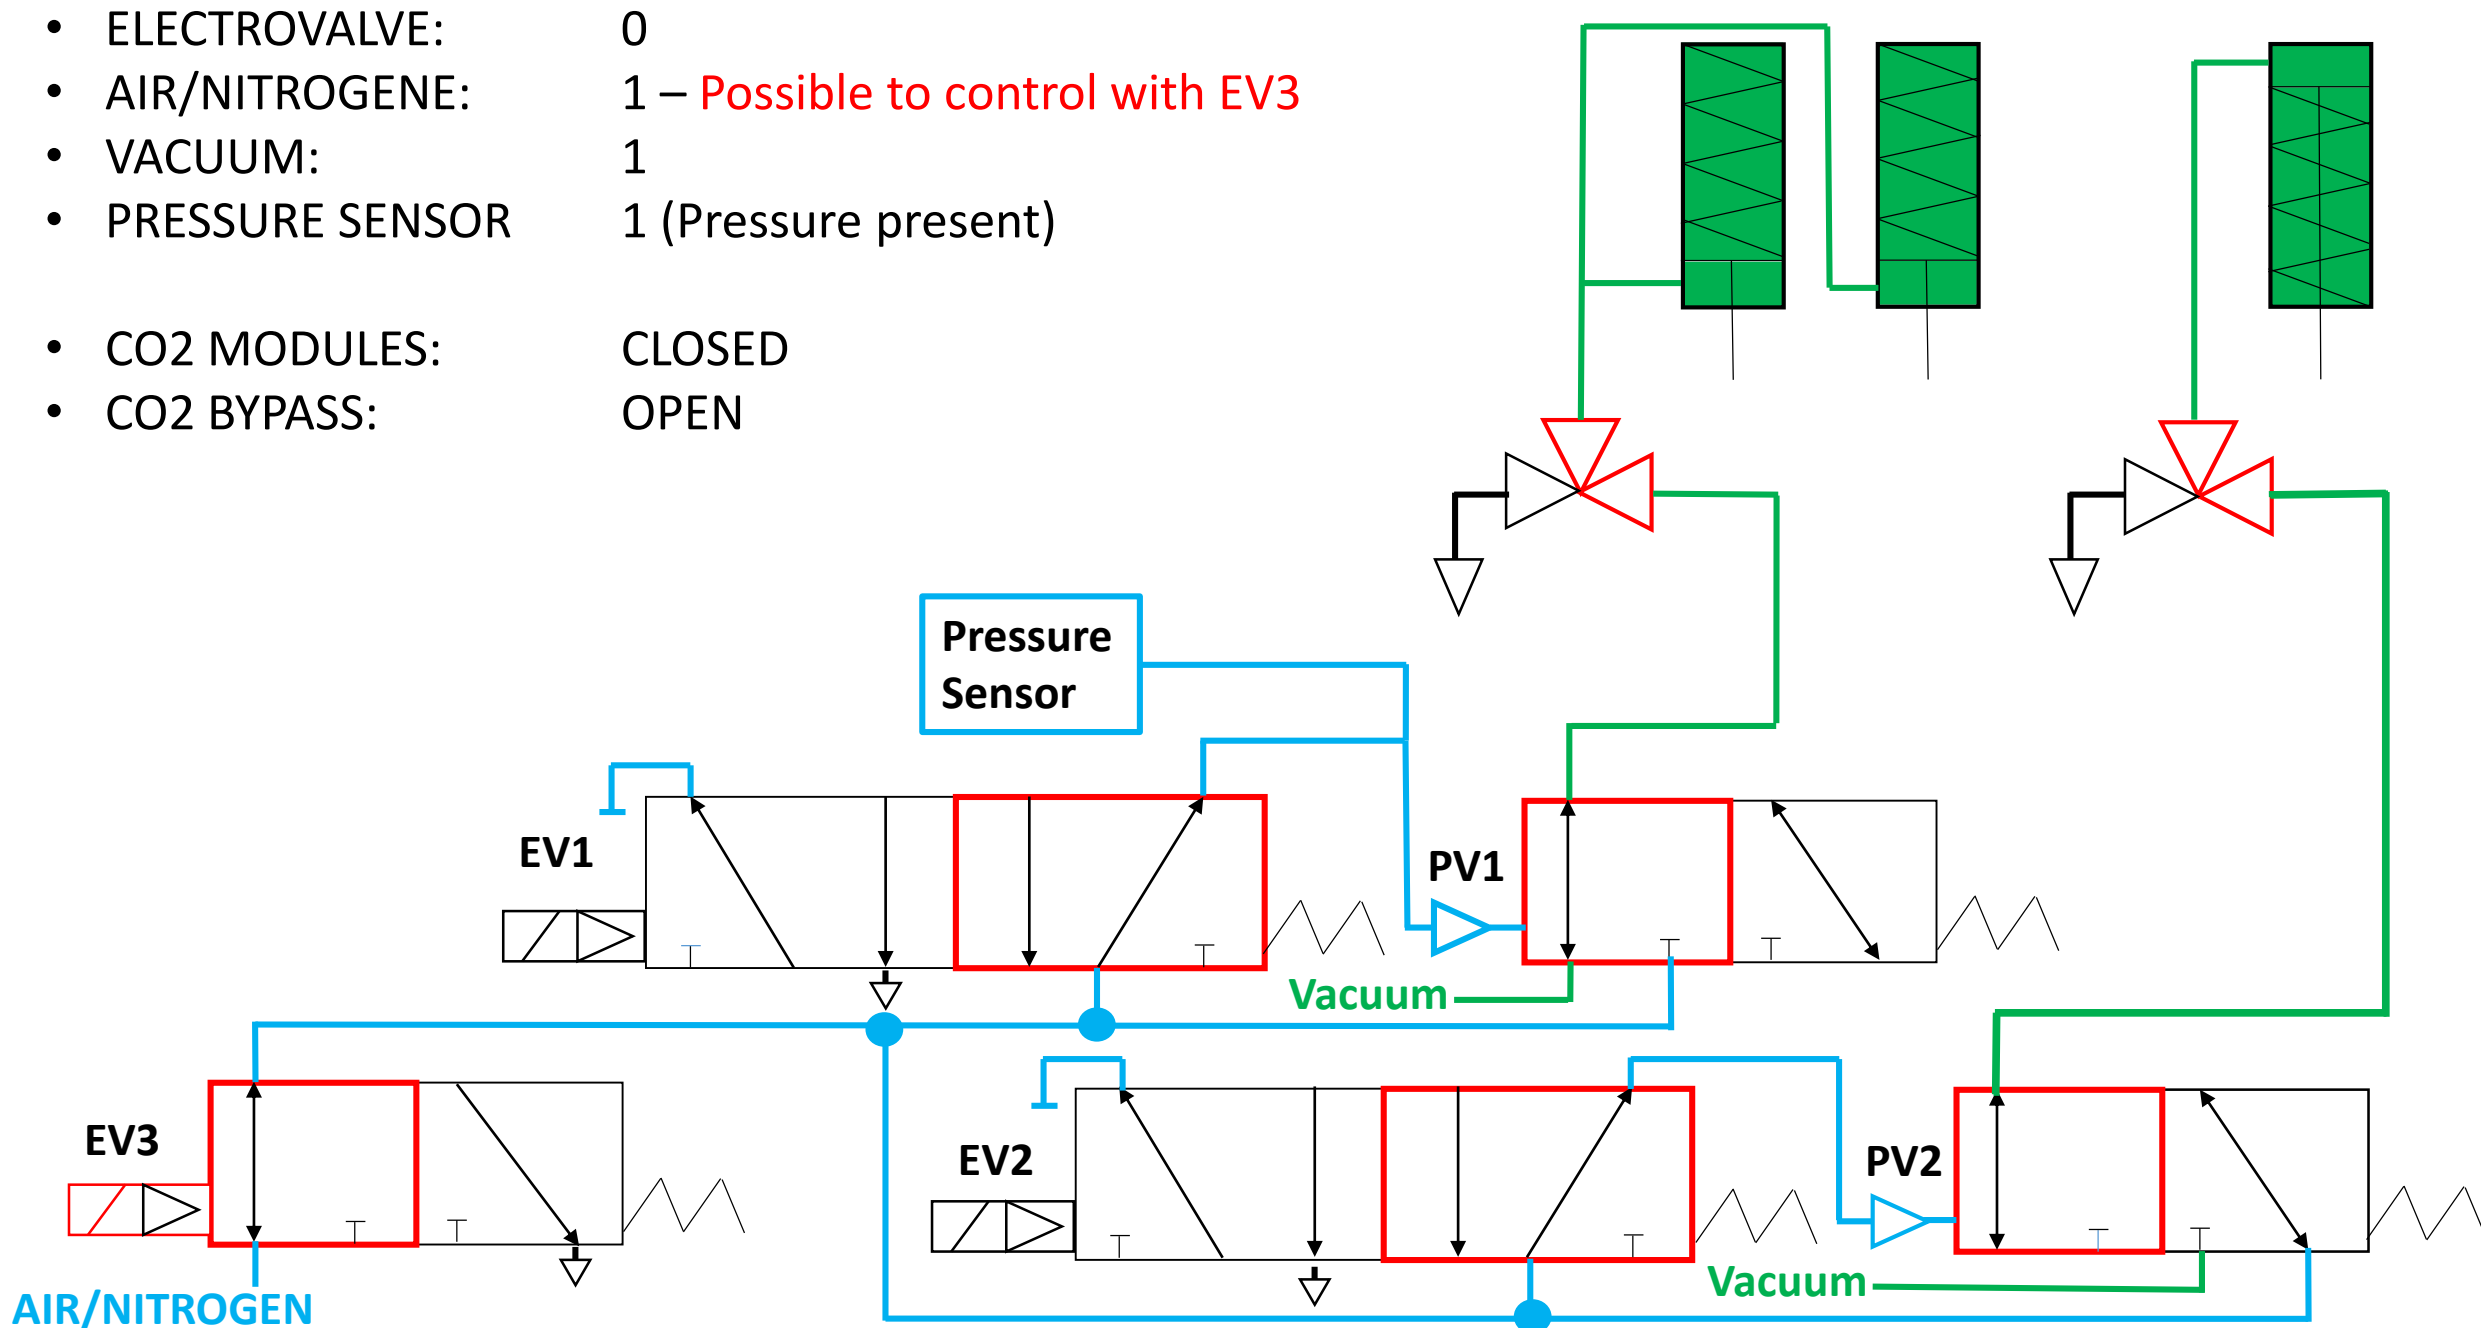 • ELECTROVALVE: 0
• AIR/NITROGENE: 1 – Possible to control with EV3
• VACUUM: 1
• PRESSURE SENSOR 1 (Pressure present)
• CO2 MODULES: CLOSED
• CO2 BYPASS: OPEN
Pressure
Sensor
EV1
PV1
Vacuum
EV3
EV2
PV2
Vacuum
AIR/NITROGEN